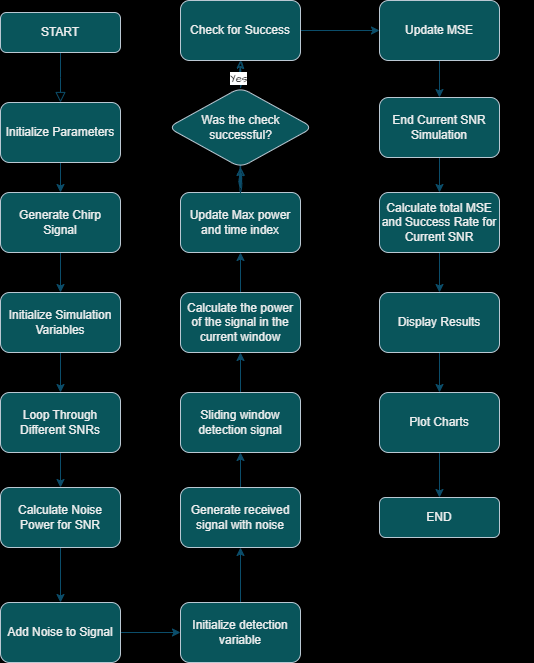 START
Initialize Parameters
Generate Chirp
Signal
Initialize Simulation
Variables
Loop Through
Different SNRs
Calculate Noise
Power for SNR
Add Noise to Signal
Initialize detection
variable
Generate received
signal with noise
Sliding window
detection signal
Calculate the power
of the signal in the
current window
Update Max power
and time index
Was the check
successful?
Yes
Check for Success
Update MSE
End Current SNR
Simulation
Calculate total MSE
and Success Rate for
Current SNR
Display Results
Plot Charts
END